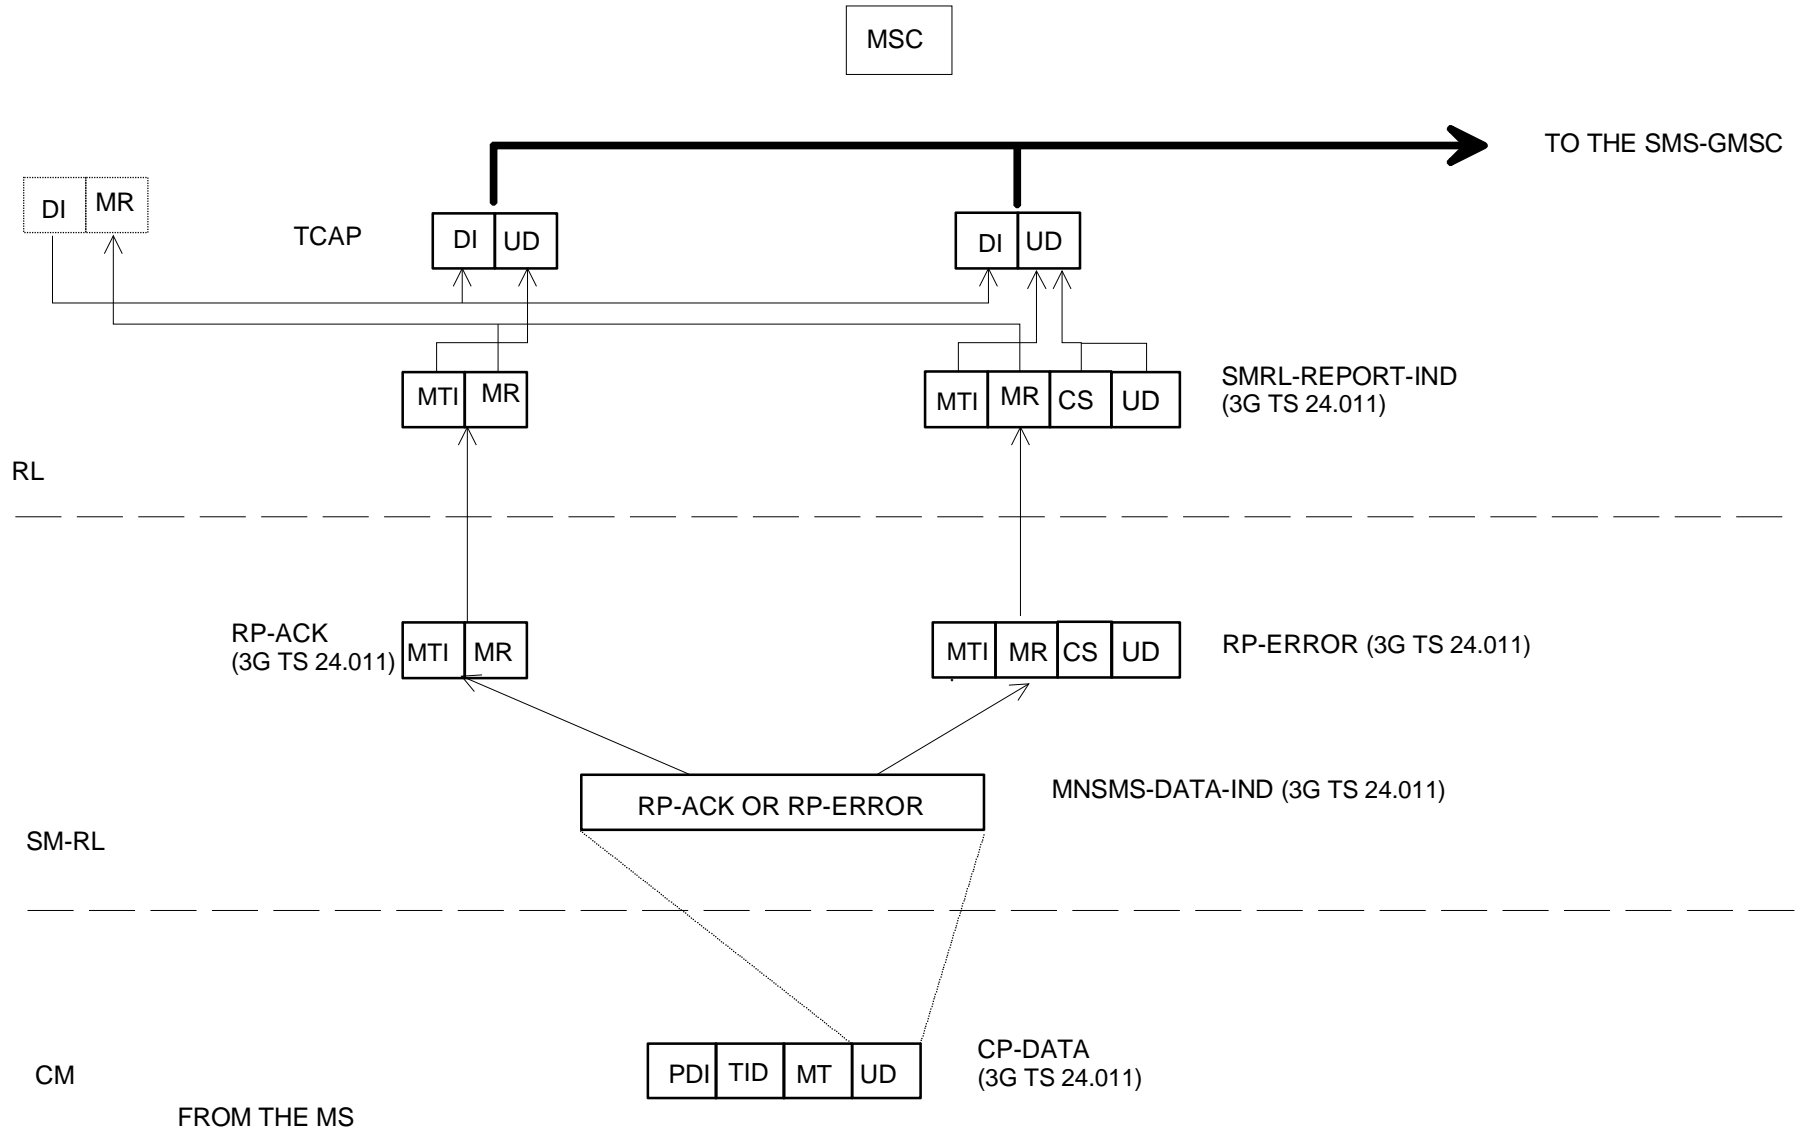 MSC
TO THE SMS-GMSC
DI MR
TCAP
DI UD
DI UD
MTI MR
MTI MR CS UD
SMRL-REPORT-IND
(3G TS 24.011)
RL
RP-ACK
(3G TS 24.011)
MTI MR
MTI MR CS UD
RP-ERROR (3G TS 24.011)
RP-ACK OR RP-ERROR
MNSMS-DATA-IND (3G TS 24.011)
SM-RL
PDI TID MT UD
CP-DATA
(3G TS 24.011)
CM
FROM THE MS